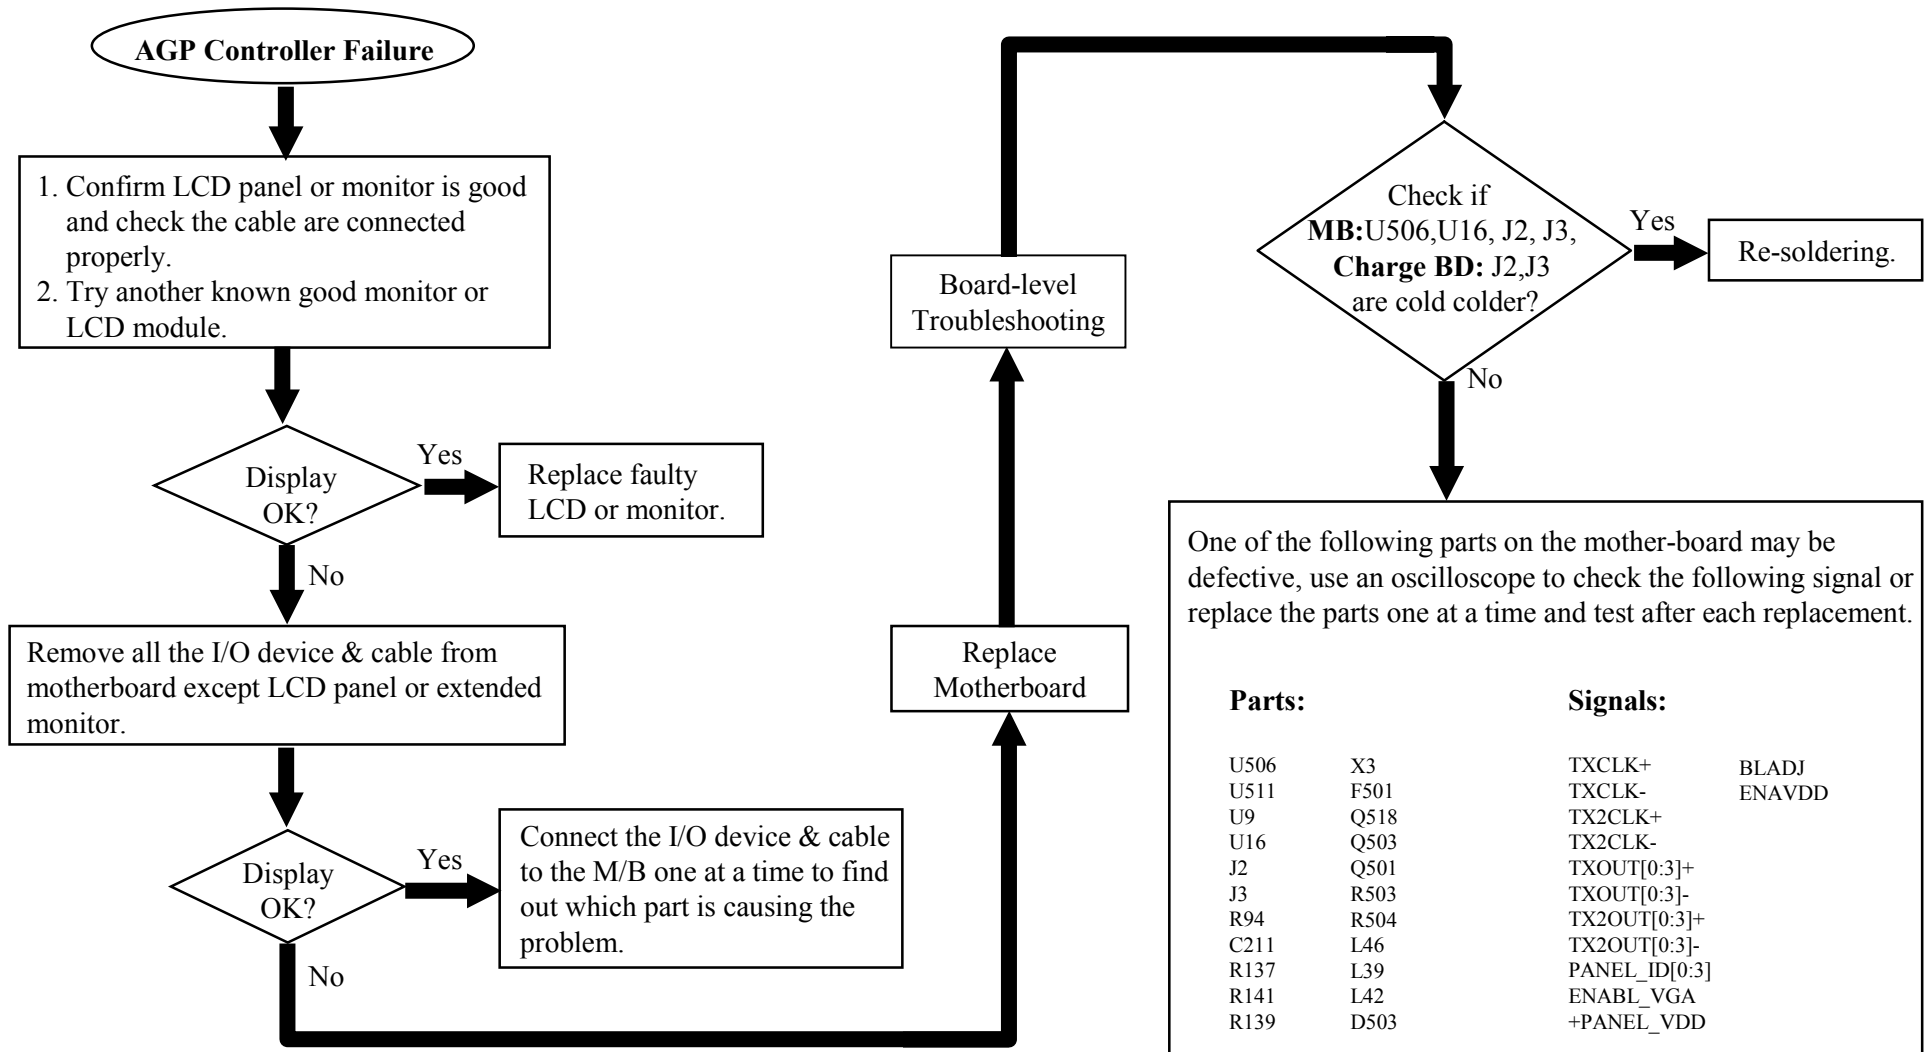 AGP Controller Failure
1. Confirm LCD panel or monitor is good
and check the cable are connected
properly.
2. Try another known good monitor or
LCD module.
Display
OK?
Yes
Replace faulty
LCD or monitor.
No
Remove all the I/O device & cable from
motherboard except LCD panel or extended
monitor.
Display
OK?
Yes
Connect the I/O device & cable
to the M/B one at a time to find
out which part is causing the
problem.
No
Replace
Motherboard
Board-level
Troubleshooting
Check if
MB:U506,U16, J2, J3,
Charge BD: J2,J3
are cold colder?
Yes
Re-soldering.
No
One of the following parts on the mother-board may be
defective, use an oscilloscope to check the following signal or
replace the parts one at a time and test after each replacement.
Parts:
U506
U511
U9
U16
J2
J3
R94
C211
R137
R141
R139
X3
F501
Q518
Q503
Q501
R503
R504
L46
L39
L42
D503
Signals:
TXCLK+
TXCLK-
TX2CLK+
TX2CLK-
TXOUT[0:3]+
TXOUT[0:3]-
TX2OUT[0:3]+
TX2OUT[0:3]-
PANEL_ID[0:3]
ENABL_VGA
+PANEL_VDD
BLADJ
ENAVDD